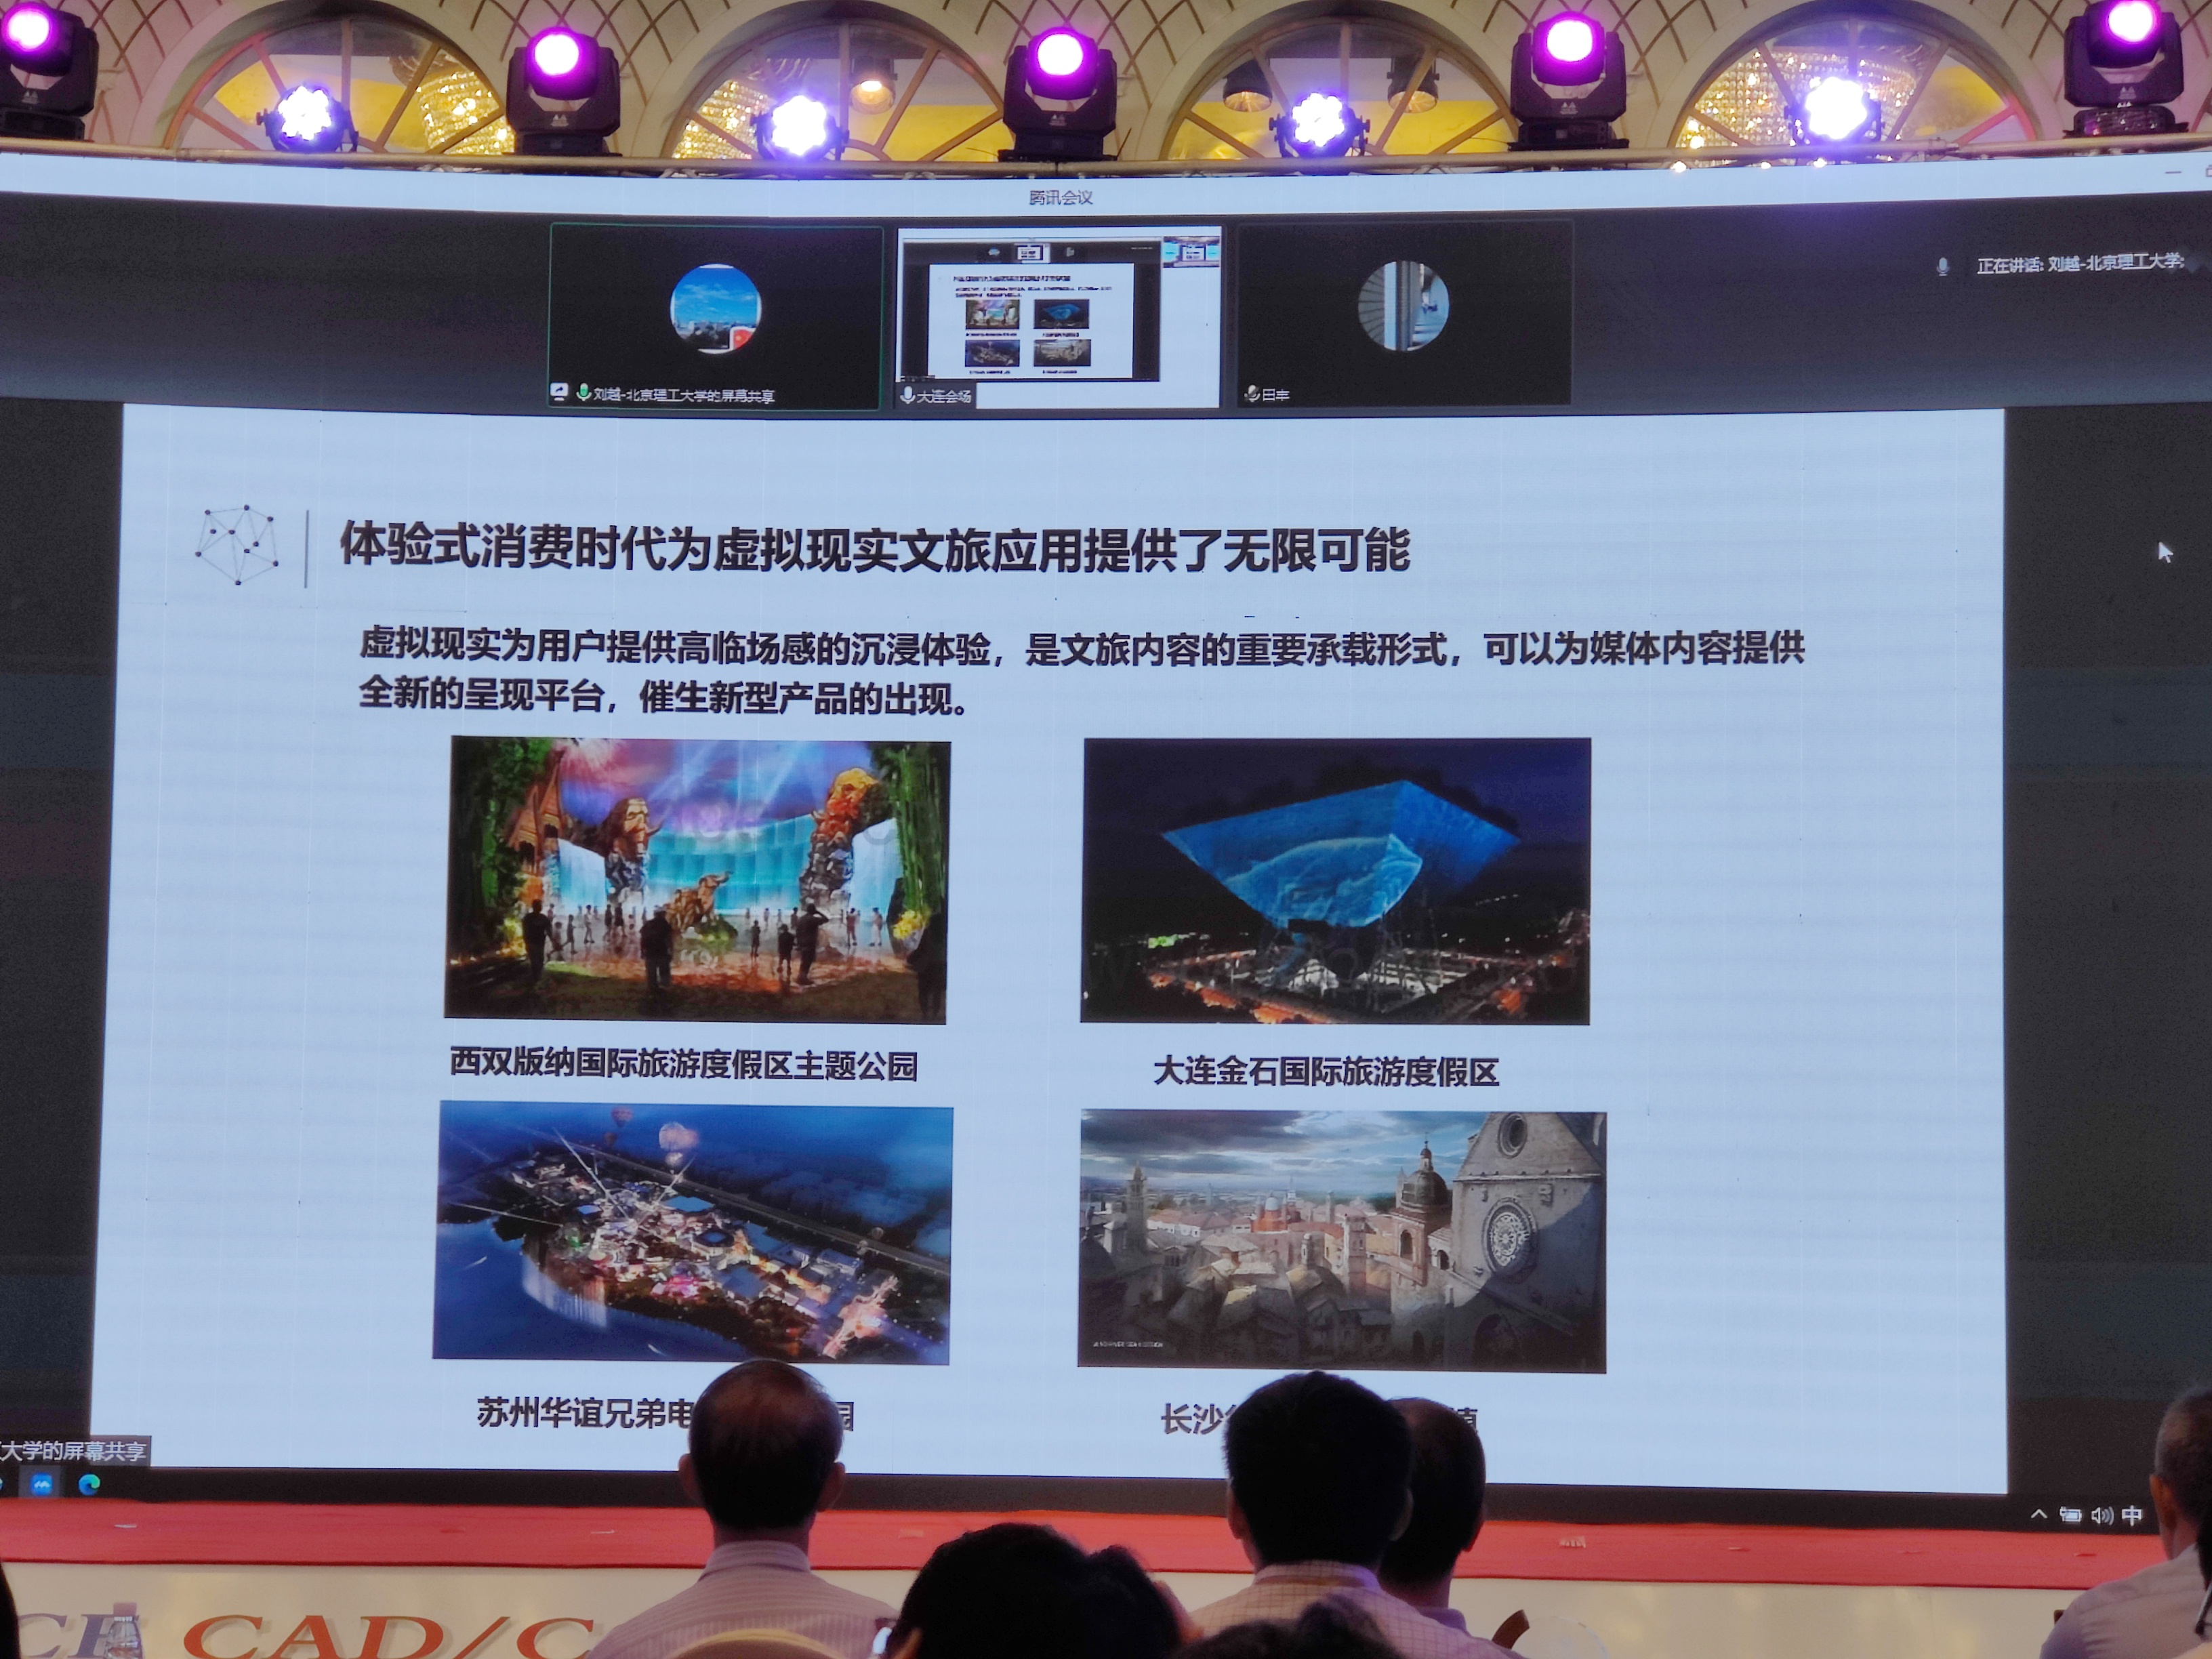 腾讯会议
正在讲话: 刘越-北京理工大学;
刘越-北京理工大学的屏幕共享
大连会场
田丰
体验式消费时代为虚拟现实文旅应用提供了无限可能
虚拟现实为用户提供高临场感的沉浸体验，是文旅内容的重要承载形式，可以为媒体内容提供
全新的呈现平台，催生新型产品的出现。
西双版纳国际旅游度假区主题公园
大连金石国际旅游度假区
苏州华谊兄弟电
园
长沙
镇
大学的屏幕共享
中
CAD/C